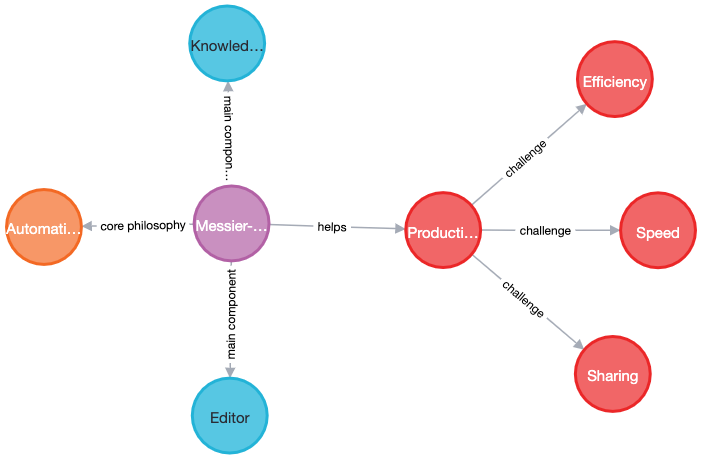 Knowled...
main compon...
Efficiency
challenge
Automati...
core philosophy
Messier-...
helps
Producti...
challenge
Speed
main component
challenge
Sharing
Editor